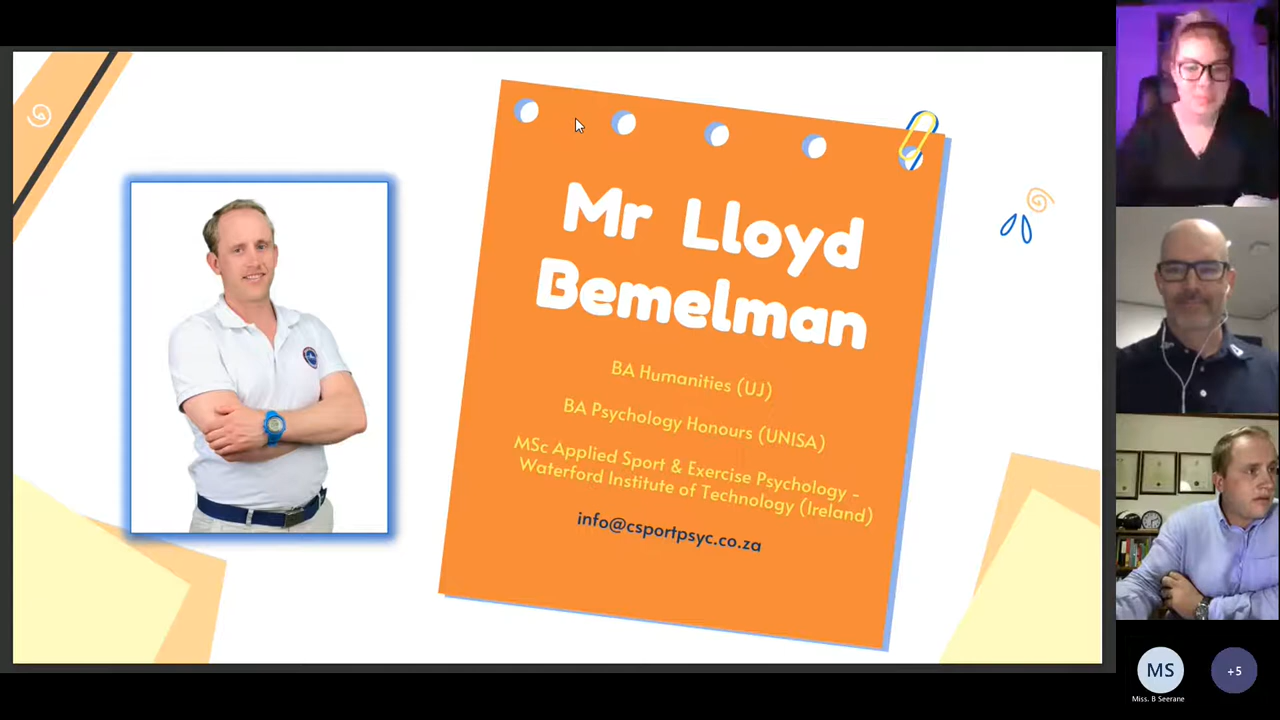 Mr Lloyd
Bemelman
BA Humanities (UJ)
BA Psychology Honours (UNISA)
MSc Applied Sport & Exercise Psychology -
Waterford Institute of Technology (Ireland)
info@csportpsyc.co.za
MS
+5
Miss. B Seerane